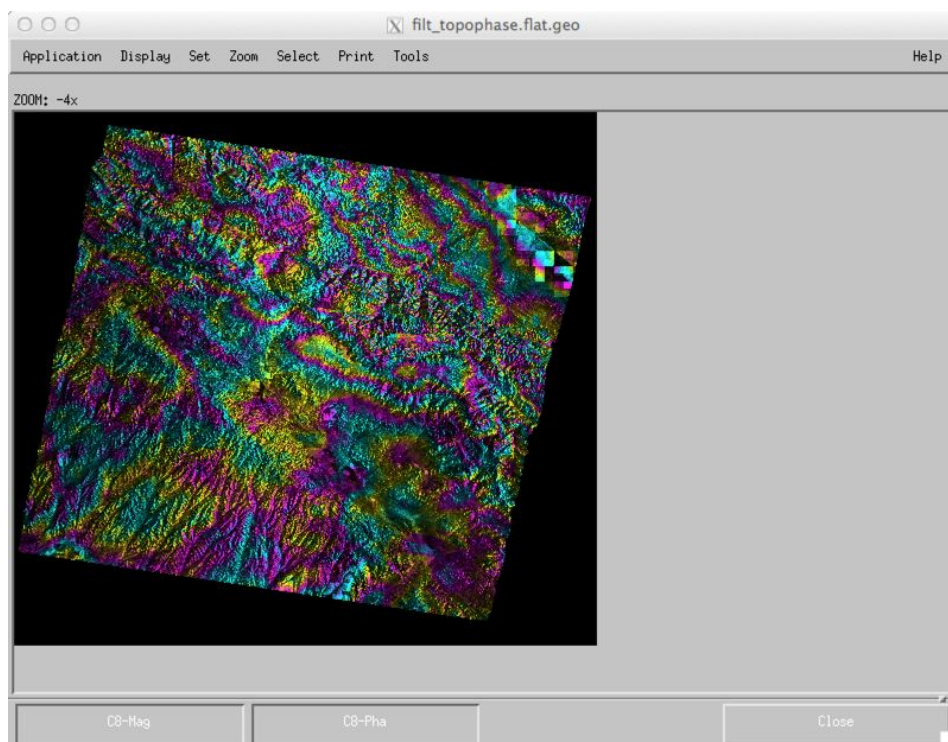 filt_topophase.flat.geo
Application Display Set Zoom Select Print Tools Help
ZOOM: -4x
C8-Mag C8-Pha Close